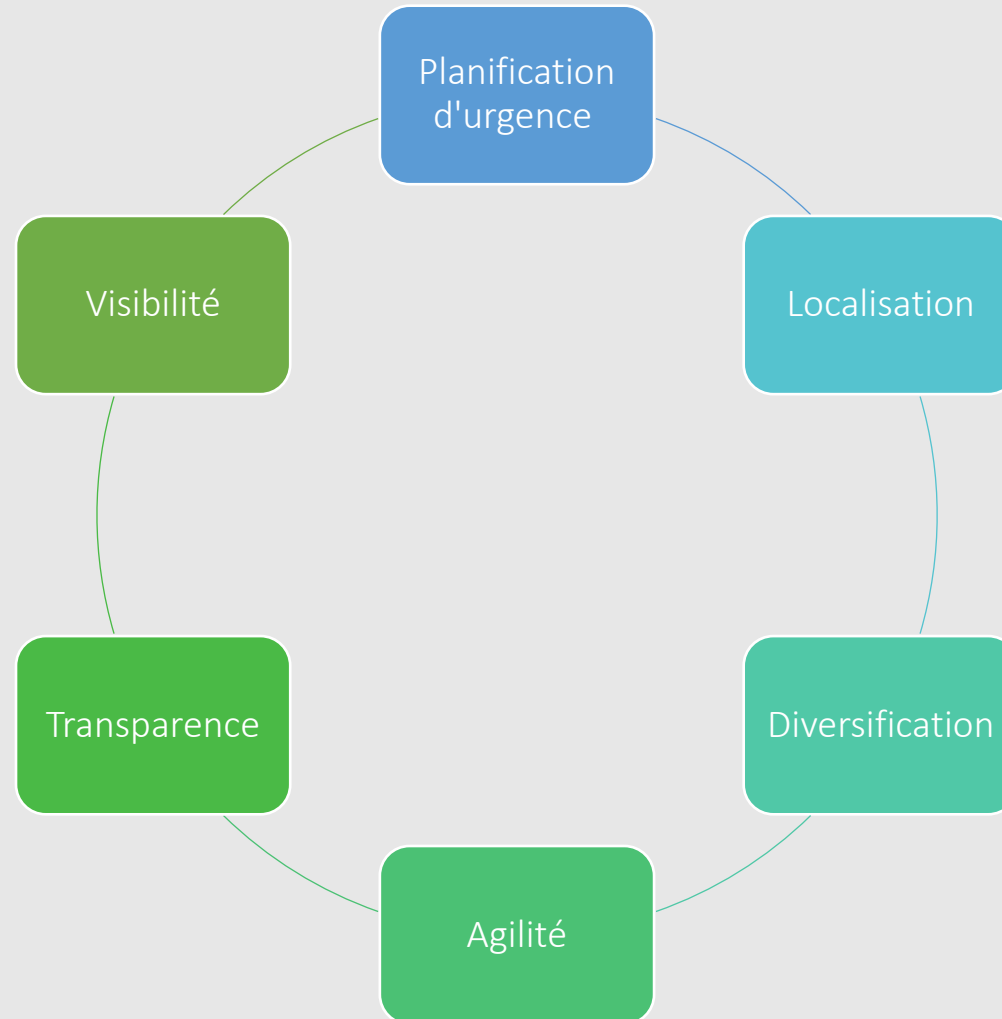 Planification
d'urgence
Visibilité
Localisation
Transparence
Diversification
Agilité